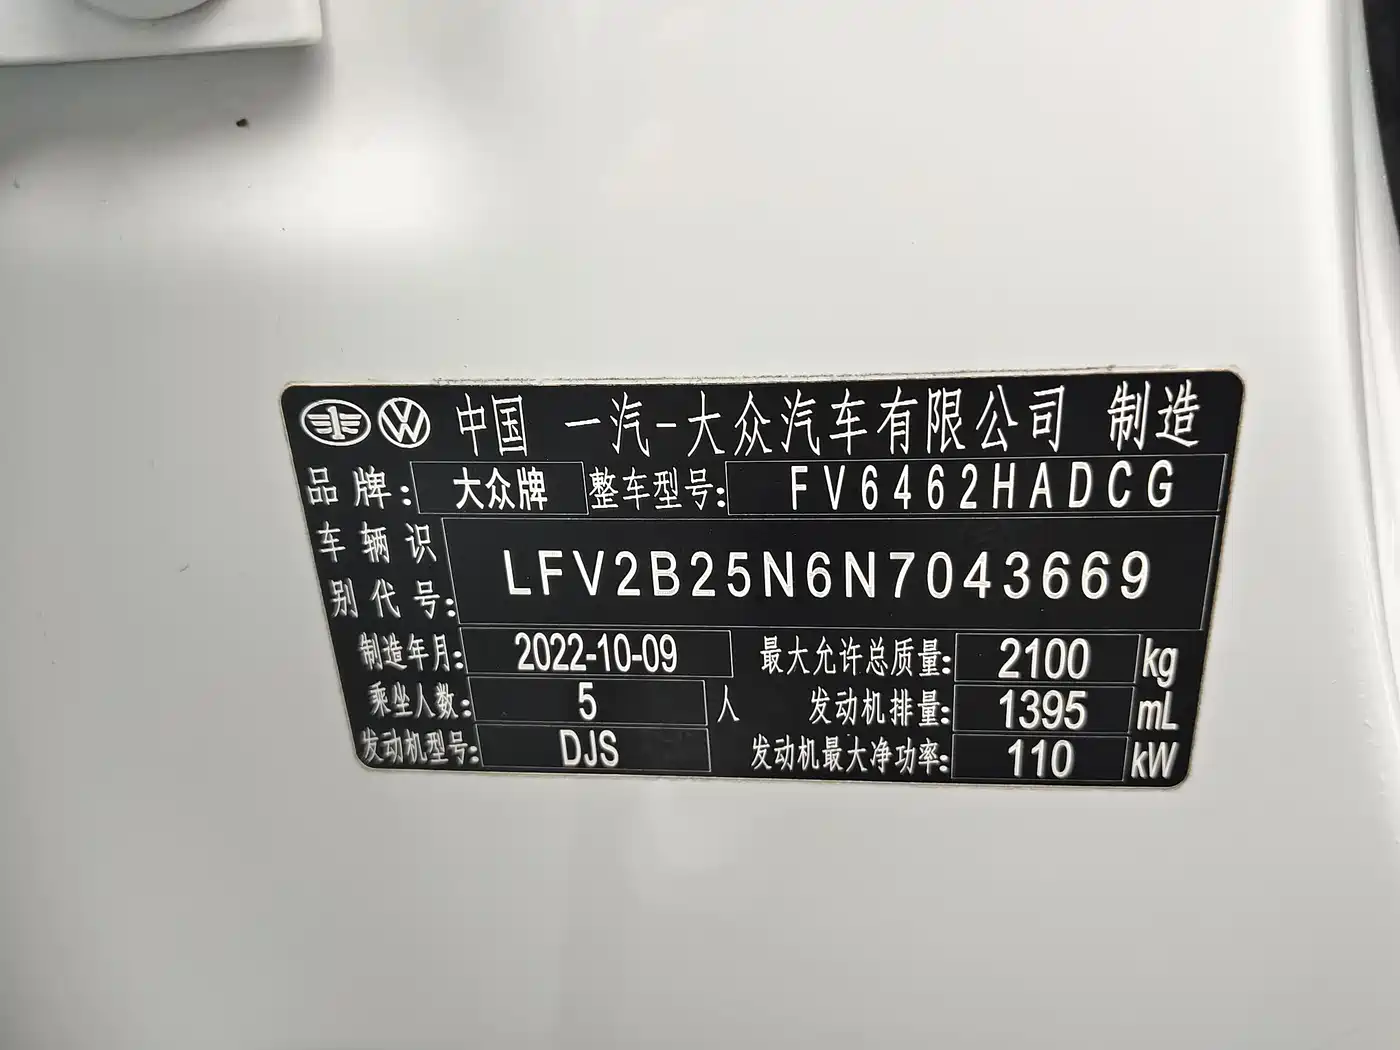 中国 一汽-大众汽车有限公司 制造
品牌: 大众牌 整车型号: FV6462HADCG
车辆识别代号: LFV2B25N6N7043669
制造年月: 2022-10-09 最大允许总质量: 2100 kg
乘坐人数: 5 人 发动机排量: 1395 mL
发动机型号: DJS 发动机最大净功率: 110 kW